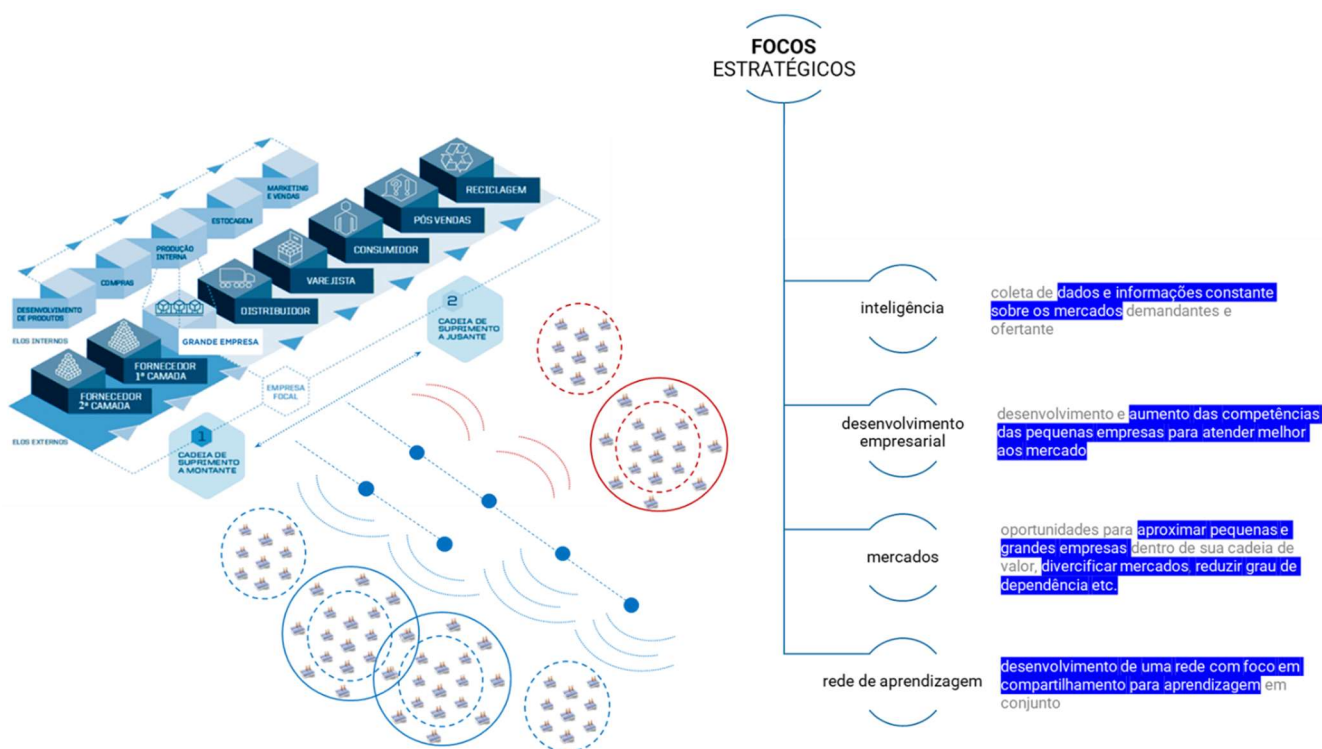 FOCOS
ESTRATÉGICOS
RECICLAGEM
MARKETING
E VENDAS
PÓS VENDAS
ESTOCAGEM
CONSUMIDOR
PRODUÇÃO
INTERNA
VAREJISTA
COMPRAS
DISTRIBUIDOR
DESENVOLVIMENTO
DE PRODUTOS
GRANDE EMPRESA
ELOS INTERNOS
FORNECEDOR
1ª CAMADA
FORNECEDOR
2ª CAMADA
ELOS EXTERNOS
EMPRESA
FOCAL
2
CADEIA DE
SUPRIMENTO
A JUSANTE
1
CADEIA DE
SUPRIMENTO
A MONTANTE
inteligência
coleta de dados e informações constante
sobre os mercados demandantes e
ofertante
desenvolvimento
empresarial
desenvolvimento e aumento das competências
das pequenas empresas para atender melhor
aos mercado
mercados
oportunidades para aproximar pequenas e
grandes empresas dentro de sua cadeia de
valor, divercificar mercados, reduzir grau de
dependência etc.
rede de aprendizagem
desenvolvimento de uma rede com foco em
compartilhamento para aprendizagem em
conjunto